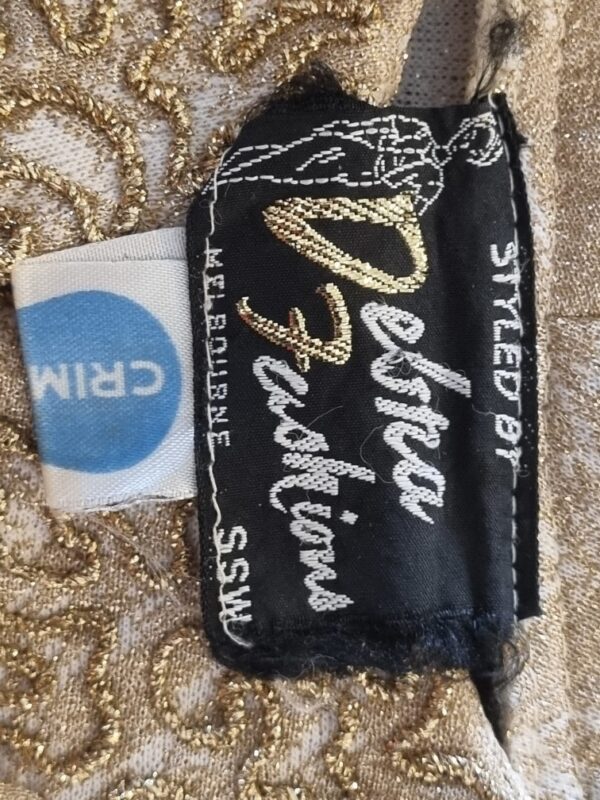 STYLED BY
Debra
Fashions
MELBOURNE SSW
CRIM